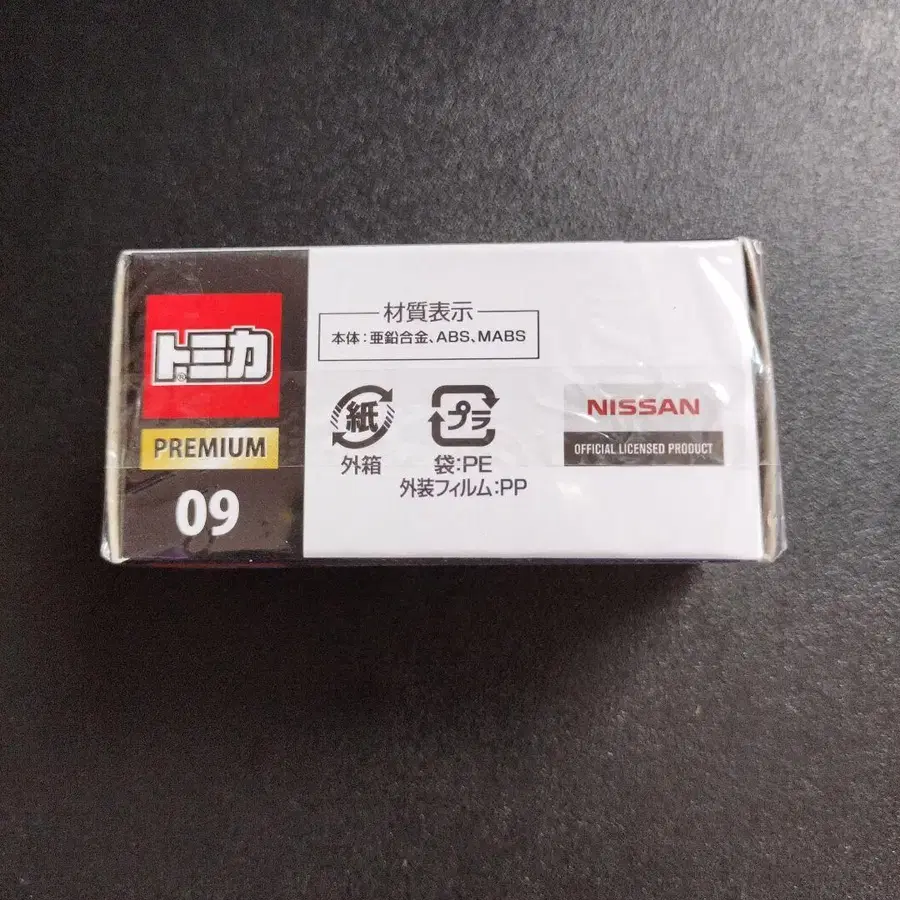 トミカ
PREMIUM
09
材質表示
本体:亜鉛合金、ABS、MABS
紙
外箱
プラ
袋:PE
外装フィルム:PP
NISSAN
OFFICIAL LICENSED PRODUCT